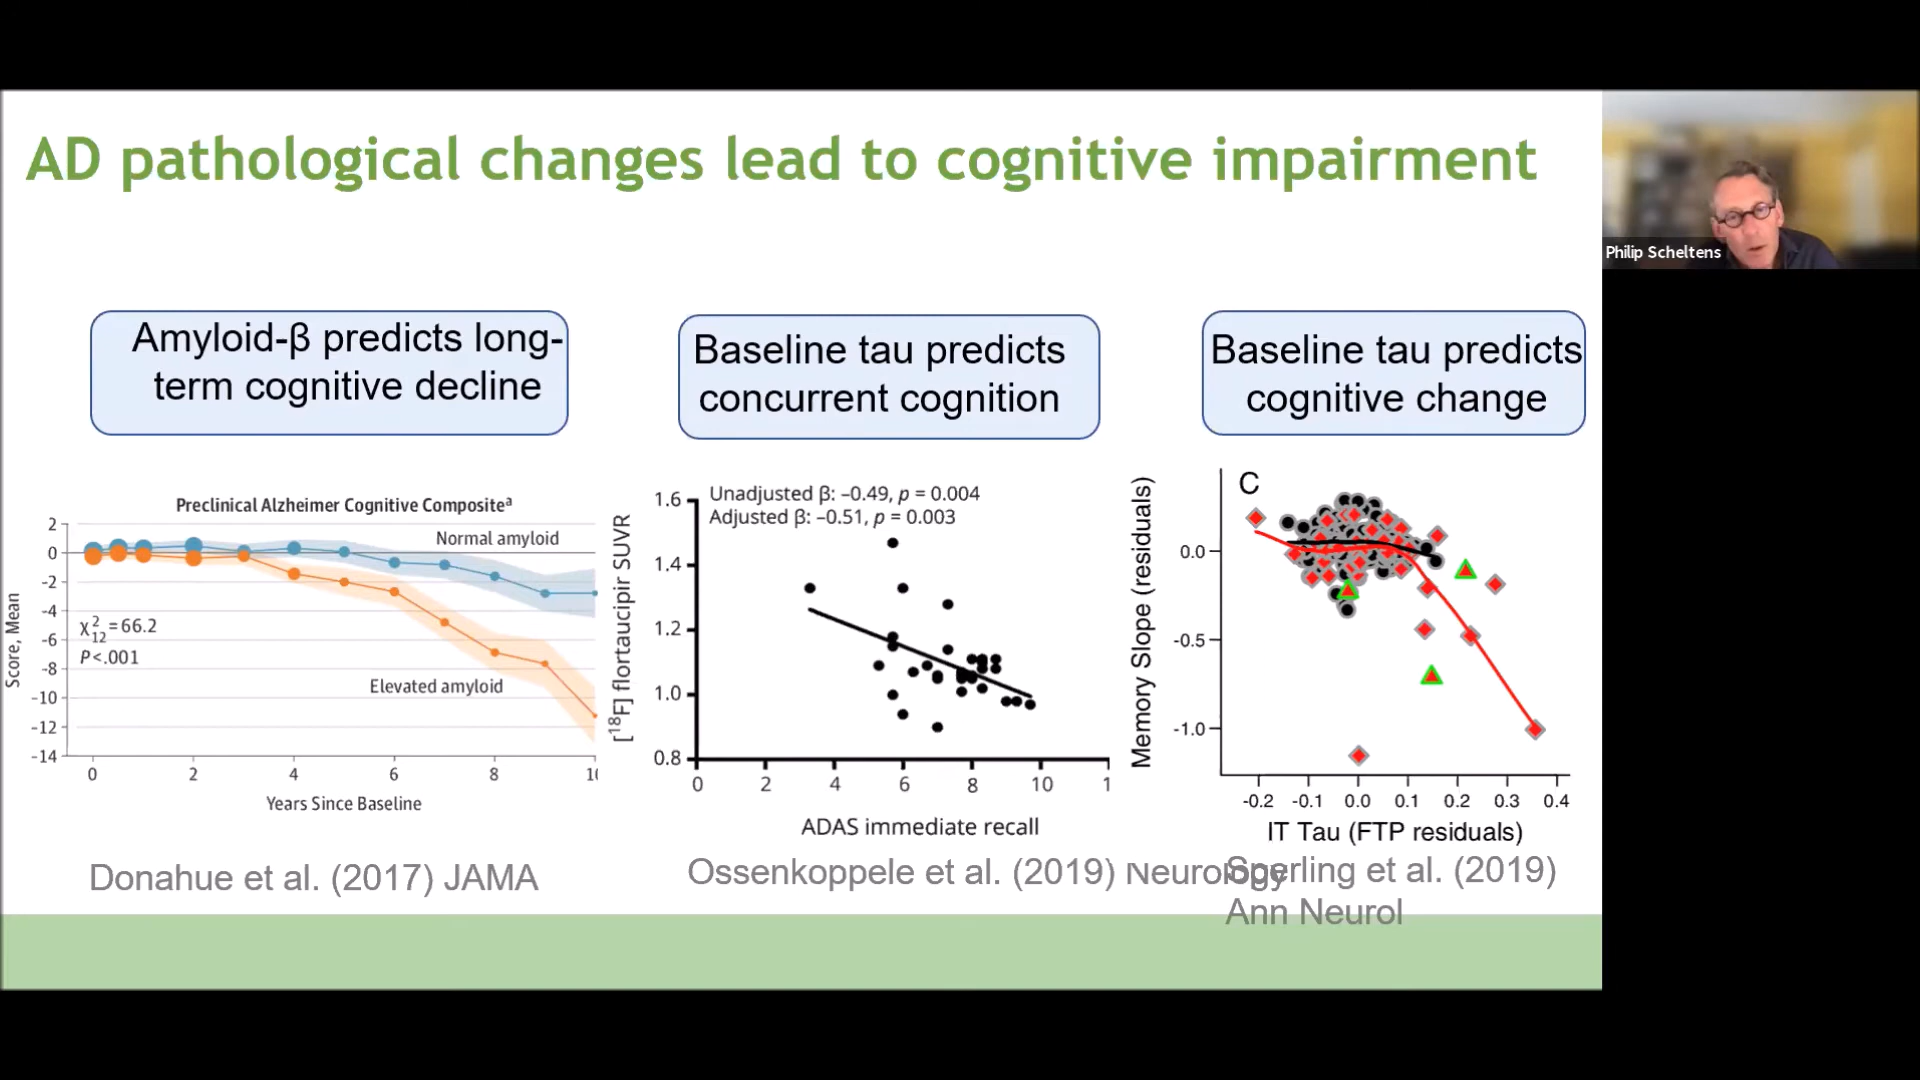 AD pathological changes lead to cognitive impairment
Philip Scheltens
Amyloid-β predicts long-
term cognitive decline
Baseline tau predicts
concurrent cognition
Baseline tau predicts
cognitive change
Preclinical Alzheimer Cognitive Compositeᵃ
Score, Mean
2
0
-2
-4
-6
-8
-10
-12
-14
Normal amyloid
χ²₁₂=66.2
P<.001
Elevated amyloid
0 2 4 6 8 10
Years Since Baseline
[¹⁸F] flortaucipir SUVR
Unadjusted β: –0.49, p = 0.004
Adjusted β: –0.51, p = 0.003
1.6
1.4
1.2
1.0
0.8
0 2 4 6 8 10 1
ADAS immediate recall
Memory Slope (residuals)
C
0.0
-0.5
-1.0
-0.2 -0.1 0.0 0.1 0.2 0.3 0.4
IT Tau (FTP residuals)
Donahue et al. (2017) JAMA
Ossenkoppele et al. (2019) Neurology
Sperling et al. (2019)
Ann Neurol